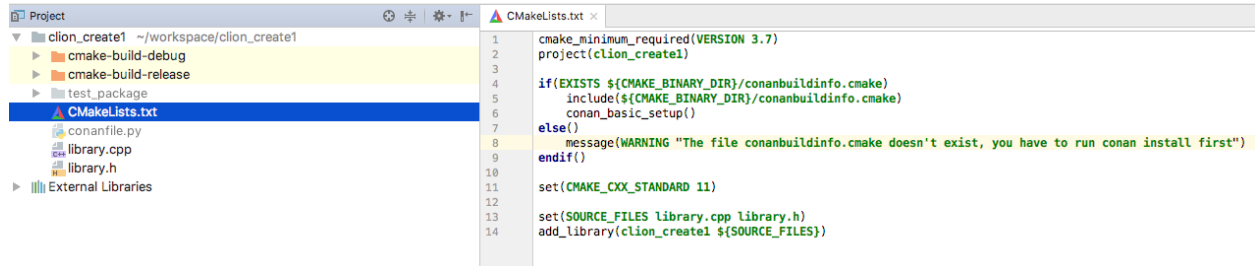 Project
clion_create1 ~/workspace/clion_create1
cmake-build-debug
cmake-build-release
test_package
CMakeLists.txt
conanfile.py
library.cpp
library.h
External Libraries
CMakeLists.txt
1 cmake_minimum_required(VERSION 3.7)
2 project(clion_create1)
3
4 if(EXISTS ${CMAKE_BINARY_DIR}/conanbuildinfo.cmake)
5 include(${CMAKE_BINARY_DIR}/conanbuildinfo.cmake)
6 conan_basic_setup()
7 else()
8 message(WARNING "The file conanbuildinfo.cmake doesn't exist, you have to run conan install first")
9 endif()
10
11 set(CMAKE_CXX_STANDARD 11)
12
13 set(SOURCE_FILES library.cpp library.h)
14 add_library(clion_create1 ${SOURCE_FILES})